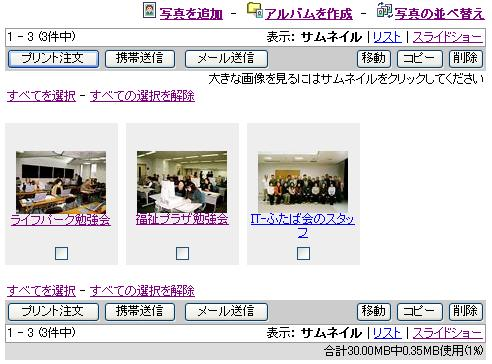 写真を追加 - アルバムを作成 - 写真の並べ替え
1 - 3 (3件中) 表示: サムネイル | リスト | スライドショー
プリント注文 携帯送信 メール送信 移動 コピー 削除
大きな画像を見るにはサムネイルをクリックしてください
すべてを選択 - すべての選択を解除
ライフパーク勉強会 福祉プラザ勉強会 IT-ふたば会のスタッ
フ
すべてを選択 - すべての選択を解除
プリント注文 携帯送信 メール送信 移動 コピー 削除
1 - 3 (3件中) 表示: サムネイル | リスト | スライドショー
合計30.00MB中0.35MB使用(1%)